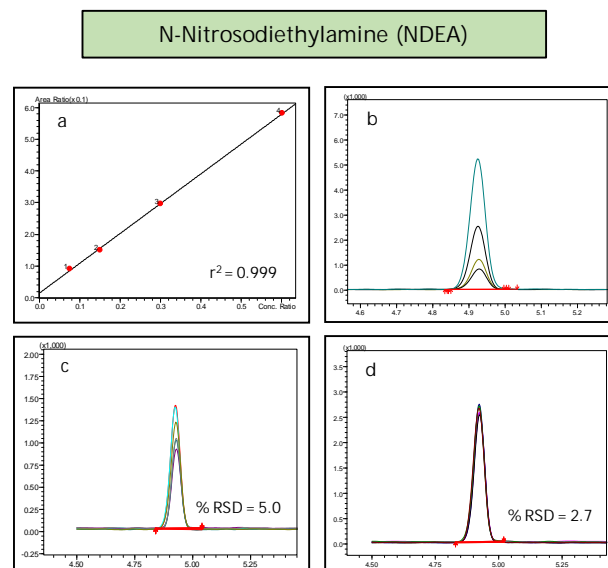 N-Nitrosodiethylamine (NDEA)
Area Ratio(x0.1)
a
6.0
5.0
4.0
3.0
2.0
1.0
0.0
1
2
3
4
r² = 0.999
0.0 0.1 0.2 0.3 0.4 0.5 Conc. Ratio
(x1,000)
b
7.0
6.0
5.0
4.0
3.0
2.0
1.0
0.0
4.6 4.7 4.8 4.9 5.0 5.1 5.2
(x1,000)
c
2.00
1.75
1.50
1.25
1.00
0.75
0.50
0.25
0.00
-0.25
% RSD = 5.0
4.50 4.75 5.00 5.25
(x1,000)
d
3.5
3.0
2.5
2.0
1.5
1.0
0.5
0.0
% RSD = 2.7
4.50 4.75 5.00 5.25